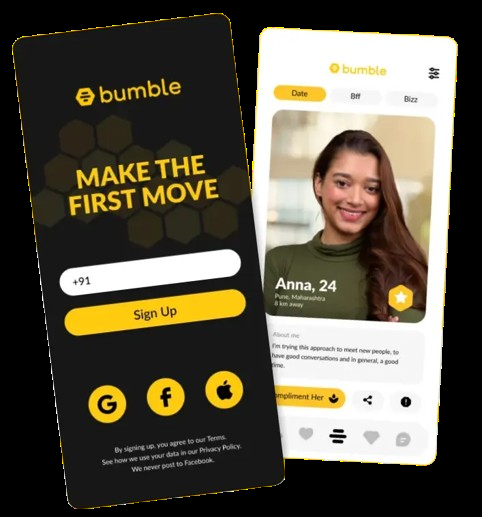 bumble
MAKE THE
FIRST MOVE
+91
Sign Up
G
f
By signing up, you agree to our Terms.
See how we use your data in our Privacy Policy.
We never post to Facebook.
bumble
Date
Bff
Bizz
Anna, 24
Pune, Maharashtra
8 km away
About me
I'm trying this approach to meet new people, to
have good conversations and in general, a good
time.
ompliment Her